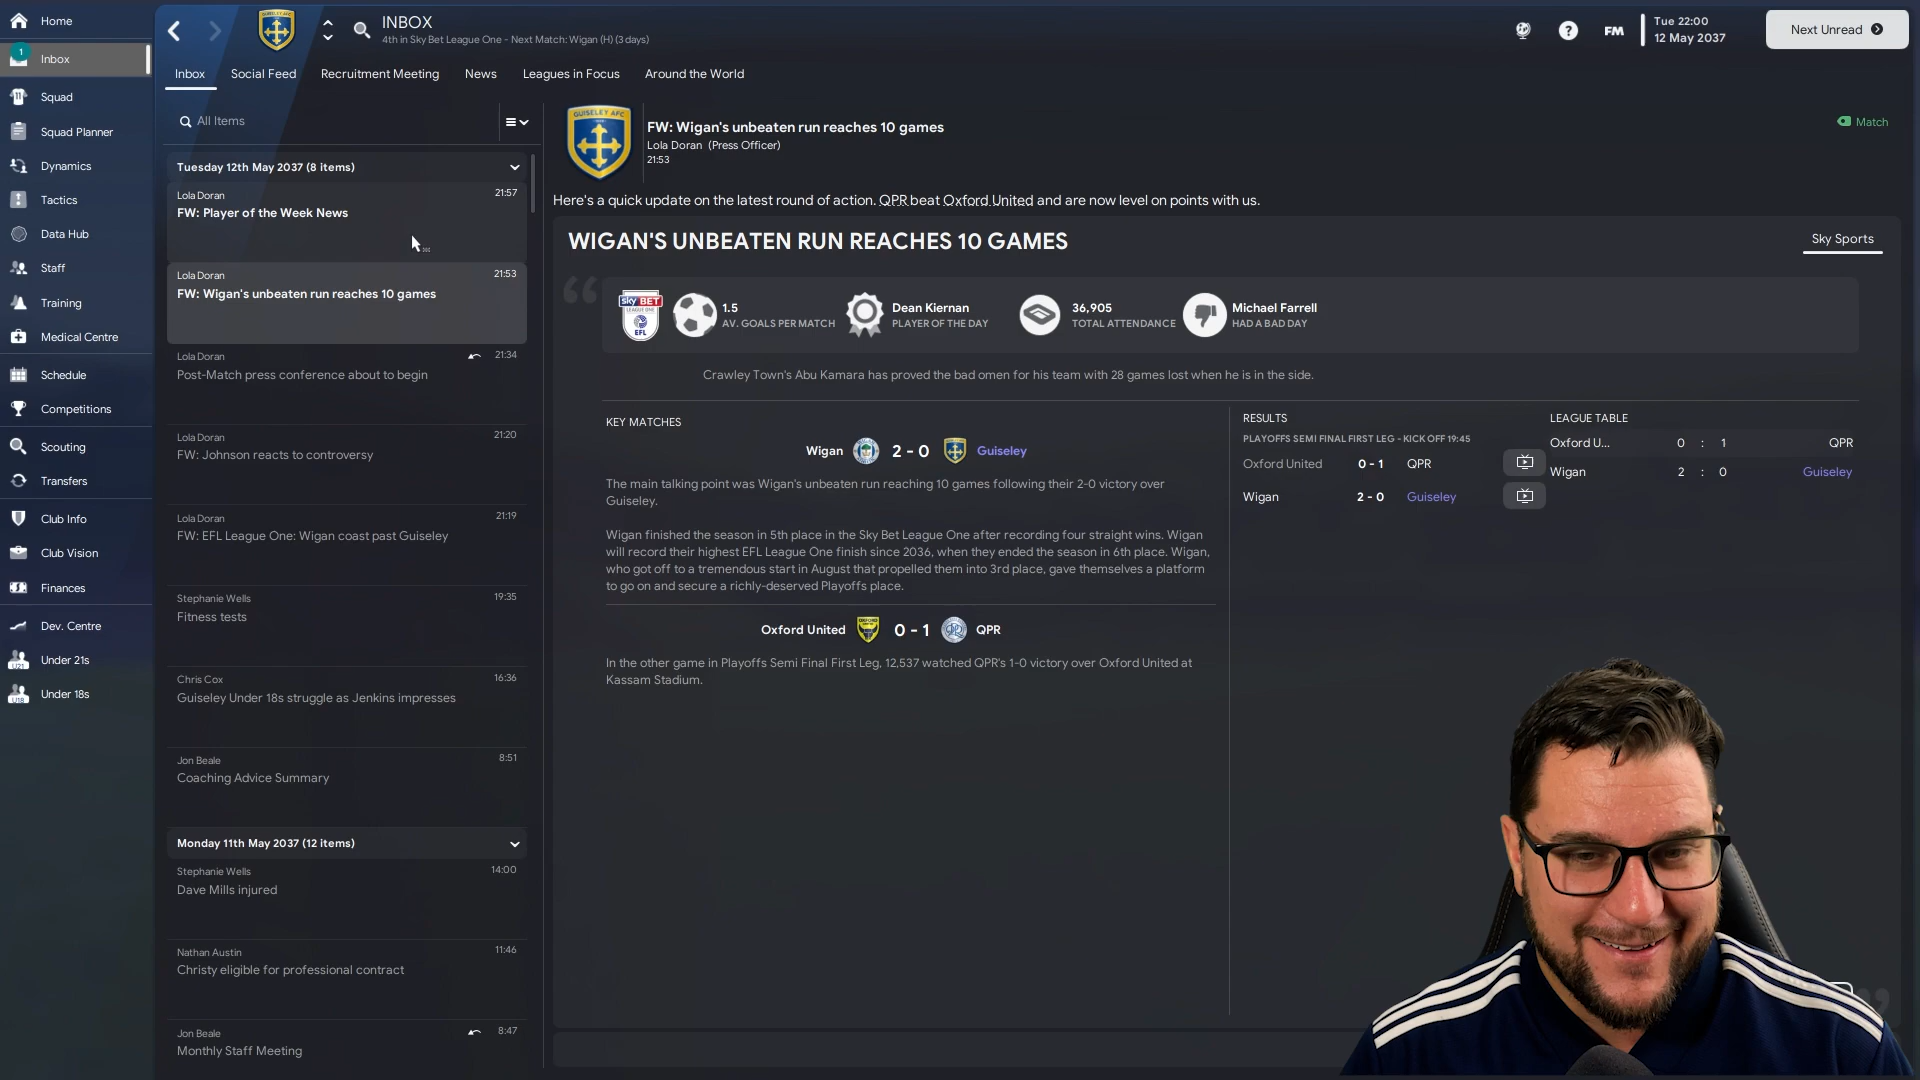 Home
1
Inbox
Squad
Squad Planner
Dynamics
Tactics
Data Hub
Staff
Training
Medical Centre
Schedule
Competitions
Scouting
Transfers
Club Info
Club Vision
Finances
Dev. Centre
Under 21s
Under 18s
INBOX
4th in Sky Bet League One - Next Match: Wigan (H) (3 days)
FM
Tue 22:00
12 May 2037
Next Unread
Inbox
Social Feed
Recruitment Meeting
News
Leagues in Focus
Around the World
All Items
Tuesday 12th May 2037 (8 items)
Lola Doran 21:57
FW: Player of the Week News
Lola Doran 21:53
FW: Wigan's unbeaten run reaches 10 games
Lola Doran 21:34
Post-Match press conference about to begin
Lola Doran 21:20
FW: Johnson reacts to controversy
Lola Doran 21:19
FW: EFL League One: Wigan coast past Guiseley
Stephanie Wells 19:35
Fitness tests
Chris Cox 16:36
Guiseley Under 18s struggle as Jenkins impresses
Jon Beale 8:51
Coaching Advice Summary
Monday 11th May 2037 (12 items)
Stephanie Wells 14:00
Dave Mills injured
Nathan Austin 11:46
Christy eligible for professional contract
Jon Beale 8:47
Monthly Staff Meeting
GUISELEY AFC
FW: Wigan's unbeaten run reaches 10 games
Lola Doran (Press Officer)
21:53
Match
Here's a quick update on the latest round of action. QPR beat Oxford United and are now level on points with us.
WIGAN'S UNBEATEN RUN REACHES 10 GAMES
Sky Sports
sky BET
EFL
1.5
AV. GOALS PER MATCH
Dean Kiernan
PLAYER OF THE DAY
36,905
TOTAL ATTENDANCE
Michael Farrell
HAD A BAD DAY
Crawley Town's Abu Kamara has proved the bad omen for his team with 28 games lost when he is in the side.
KEY MATCHES
Wigan 2 - 0 Guiseley
The main talking point was Wigan's unbeaten run reaching 10 games following their 2-0 victory over
Guiseley.
Wigan finished the season in 5th place in the Sky Bet League One after recording four straight wins. Wigan
will record their highest EFL League One finish since 2036, when they ended the season in 6th place. Wigan,
who got off to a tremendous start in August that propelled them into 3rd place, gave themselves a platform
to go on and secure a richly-deserved Playoffs place.
Oxford United 0 - 1 QPR
In the other game in Playoffs Semi Final First Leg, 12,537 watched QPR's 1-0 victory over Oxford United at
Kassam Stadium.
RESULTS
PLAYOFFS SEMI FINAL FIRST LEG - KICK OFF 19:45
Oxford United 0 - 1 QPR
Wigan 2 - 0 Guiseley
LEAGUE TABLE
Oxford U... 0 : 1 QPR
Wigan 2 : 0 Guiseley